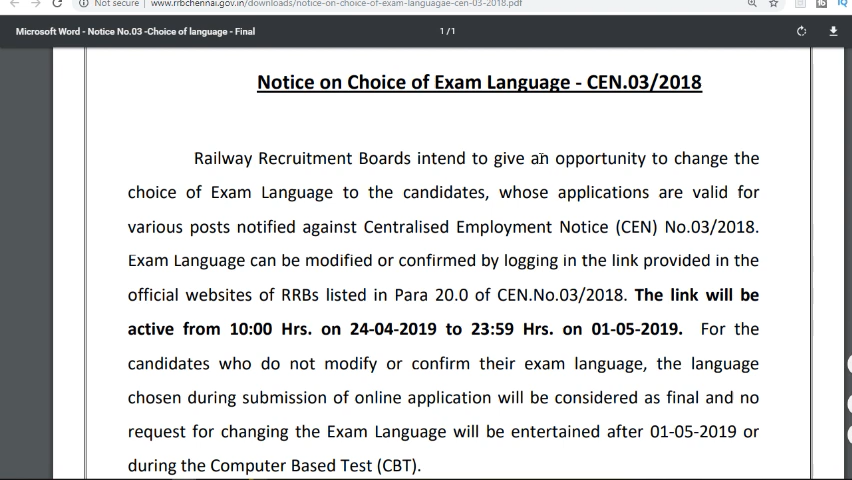 Not secure | www.rrbchennai.gov.in/downloads/notice-on-choice-of-exam-languagae-cen-03-2018.pdf
Microsoft Word - Notice No.03 -Choice of language - Final
1 / 1
Notice on Choice of Exam Language - CEN.03/2018
Railway Recruitment Boards intend to give an opportunity to change the
choice of Exam Language to the candidates, whose applications are valid for
various posts notified against Centralised Employment Notice (CEN) No.03/2018.
Exam Language can be modified or confirmed by logging in the link provided in the
official websites of RRBs listed in Para 20.0 of CEN.No.03/2018. The link will be
active from 10:00 Hrs. on 24-04-2019 to 23:59 Hrs. on 01-05-2019. For the
candidates who do not modify or confirm their exam language, the language
chosen during submission of online application will be considered as final and no
request for changing the Exam Language will be entertained after 01-05-2019 or
during the Computer Based Test (CBT).